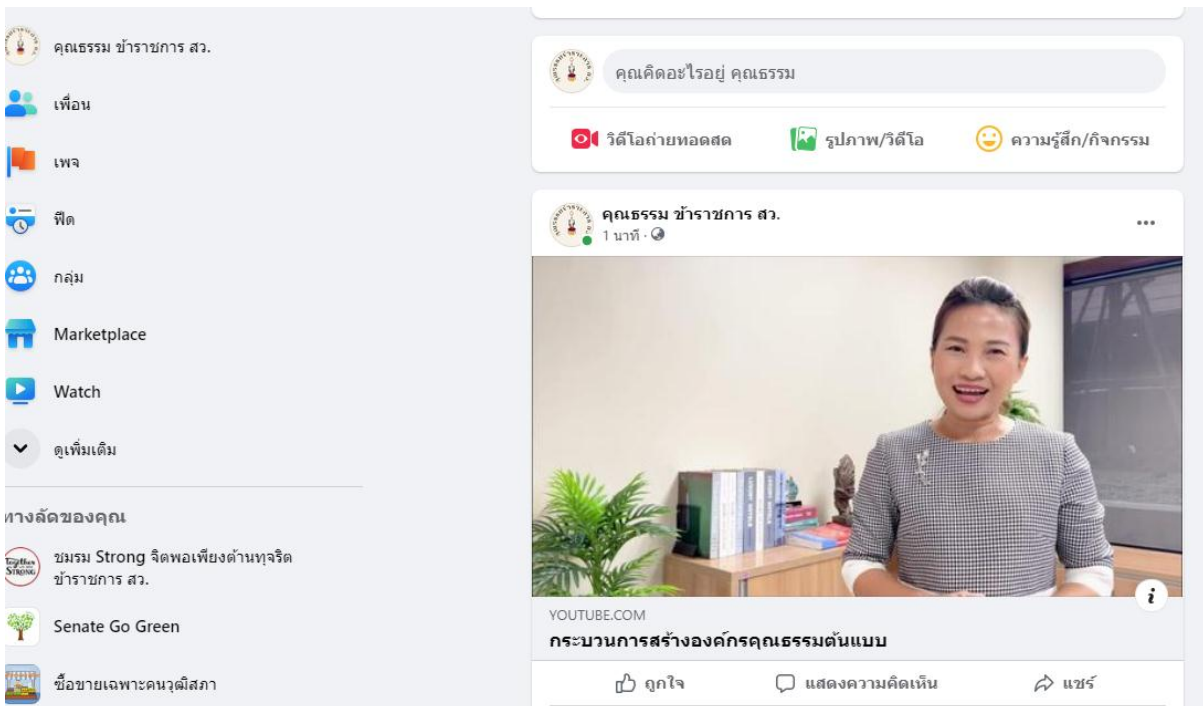 คุณธรรม ข้าราชการ สว.
เพื่อน
เพจ
ฟีด
กลุ่ม
Marketplace
Watch
ดูเพิ่มเติม
ทางลัดของคุณ
Together
STRONG
ชมรม Strong จิตพอเพียงต้านทุจริต
ข้าราชการ สว.
Senate Go Green
ซื้อขายเฉพาะคนวุฒิสภา
คุณคิดอะไรอยู่ คุณธรรม
วิดีโอถ่ายทอดสด รูปภาพ/วิดีโอ ความรู้สึก/กิจกรรม
คุณธรรม ข้าราชการ สว.
1 นาที ·
YOUTUBE.COM
กระบวนการสร้างองค์กรคุณธรรมต้นแบบ
ถูกใจ แสดงความคิดเห็น แชร์